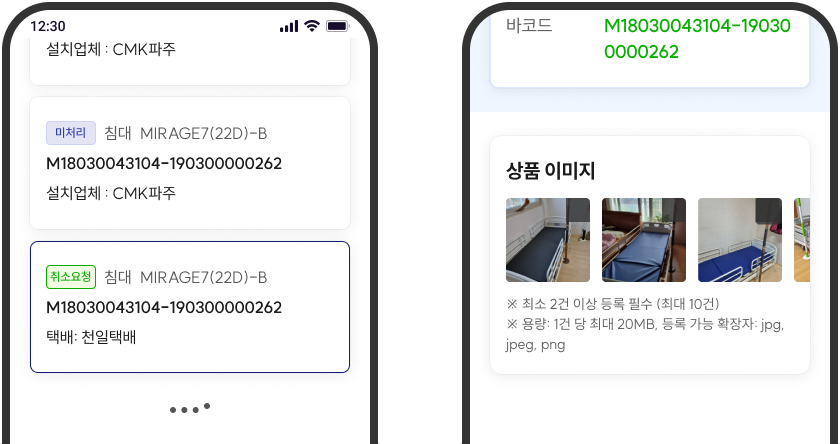 12:30
설치업체 : CMK파주
미처리 침대 MIRAGE7(22D)-B
M18030043104-190300000262
설치업체 : CMK파주
취소요청 침대 MIRAGE7(22D)-B
M18030043104-190300000262
택배: 천일택배
바코드 M18030043104-19030
0000262
상품 이미지
※ 최소 2건 이상 등록 필수 (최대 10건)
※ 용량: 1건 당 최대 20MB, 등록 가능 확장자: jpg,
jpeg, png